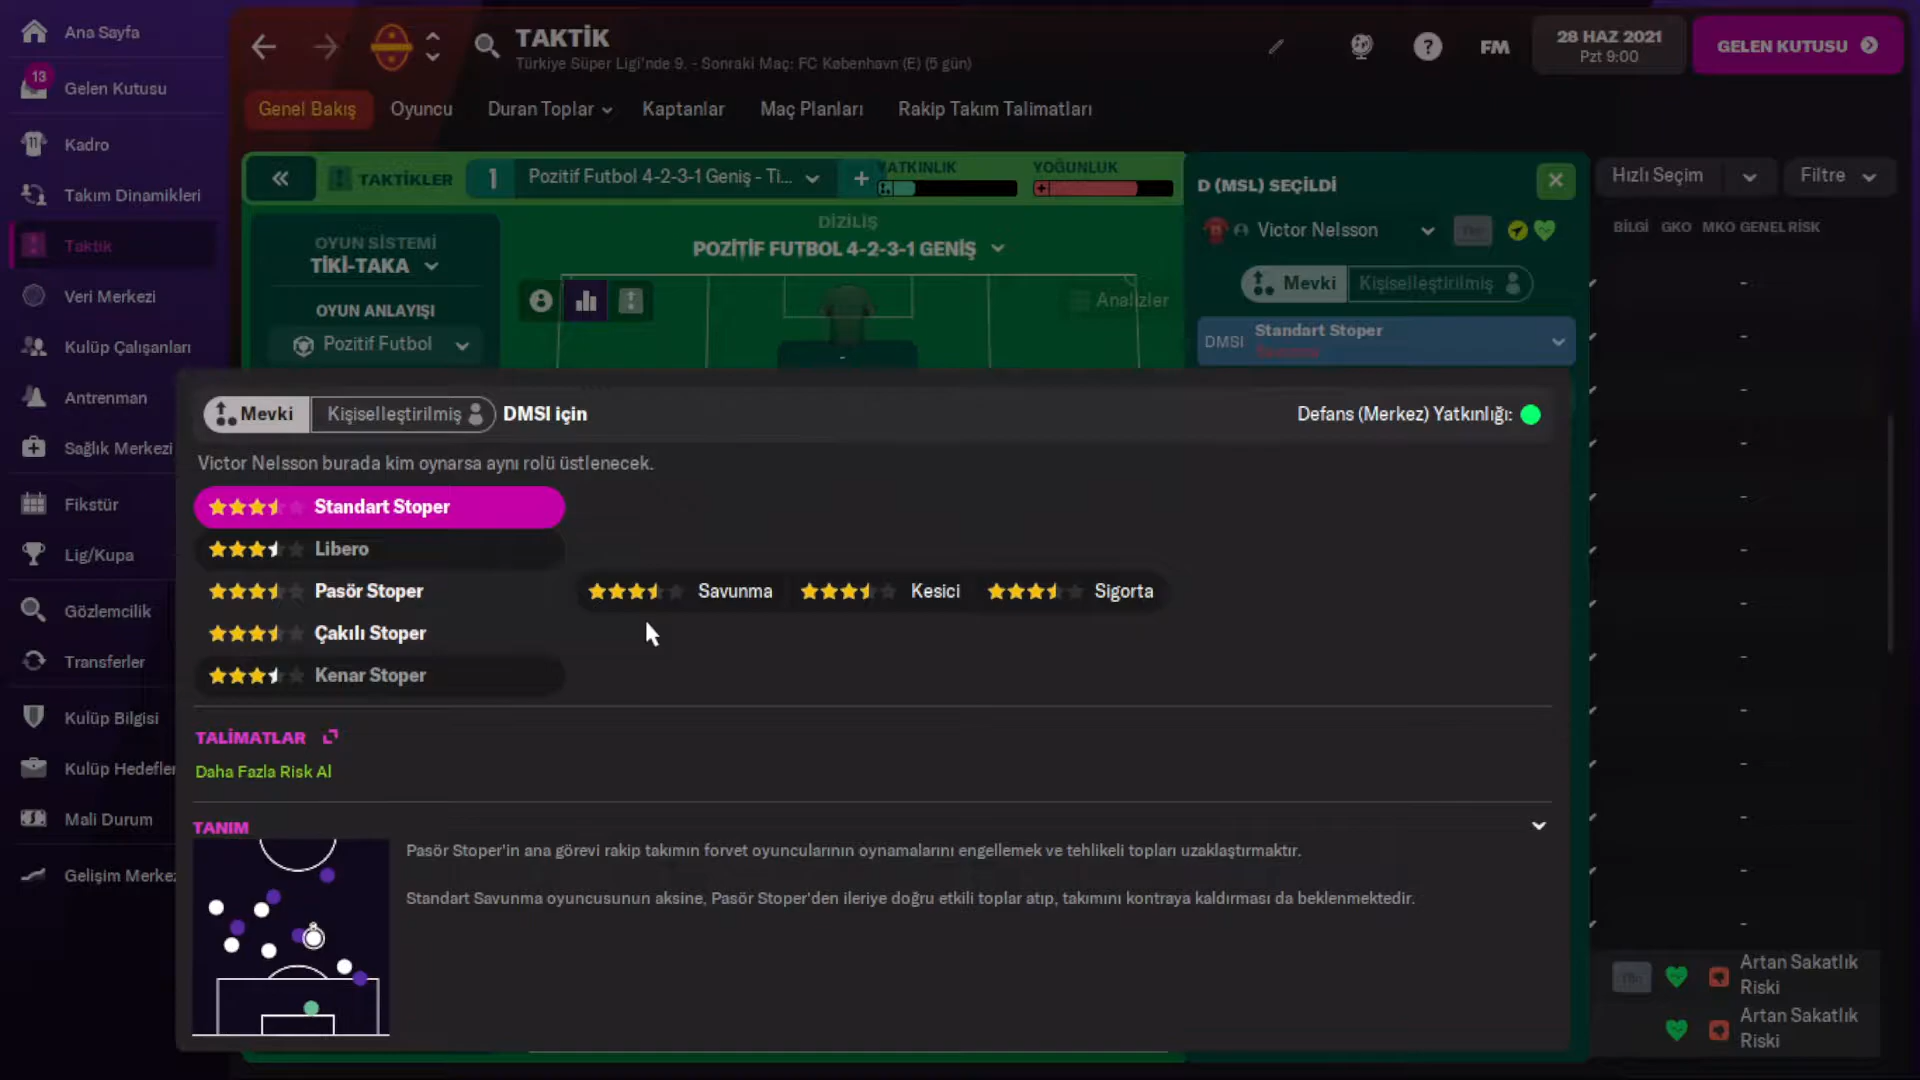 Ana Sayfa
13
Gelen Kutusu
Kadro
Takım Dinamikleri
Taktik
Veri Merkezi
Kulüp Çalışanları
Antrenman
Sağlık Merkezi
Fikstür
Lig/Kupa
Gözlemcilik
Transferler
Kulüp Bilgisi
Kulüp Hedefler
Mali Durum
Gelişim Merkez
TAKTİK
Türkiye Süper Ligi'nde 9. - Sonraki Maç: FC København (E) (5 gün)
FM
28 HAZ 2021
Pzt 9:00
GELEN KUTUSU
Genel Bakış
Oyuncu
Duran Toplar
Kaptanlar
Maç Planları
Rakip Takım Talimatları
TAKTİKLER
1
Pozitif Futbol 4-2-3-1 Geniş - Ti...
YATKINLIK
YOĞUNLUK
DİZİLİŞ
POZİTİF FUTBOL 4-2-3-1 GENİŞ
OYUN SİSTEMİ
TİKİ-TAKA
OYUN ANLAYIŞI
Pozitif Futbol
Analizler
D (MSL) SEÇİLDİ
Victor Nelsson
Mevki
Kişiselleştirilmiş
DMSI
Standart Stoper
Savunma
Hızlı Seçim
Filtre
BİLGİ GKO MKO GENEL RİSK
Mevki
Kişiselleştirilmiş
DMSI için
Defans (Merkez) Yatkınlığı:
Victor Nelsson burada kim oynarsa aynı rolü üstlenecek.
Standart Stoper
Libero
Pasör Stoper
Savunma
Kesici
Sigorta
Çakılı Stoper
Kenar Stoper
TALİMATLAR
Daha Fazla Risk Al
TANIM
Pasör Stoper'in ana görevi rakip takımın forvet oyuncularının oynamalarını engellemek ve tehlikeli topları uzaklaştırmaktır.
Standart Savunma oyuncusunun aksine, Pasör Stoper'den ileriye doğru etkili toplar atıp, takımını kontraya kaldırması da beklenmektedir.
Artan Sakatlık
Riski
Artan Sakatlık
Riski